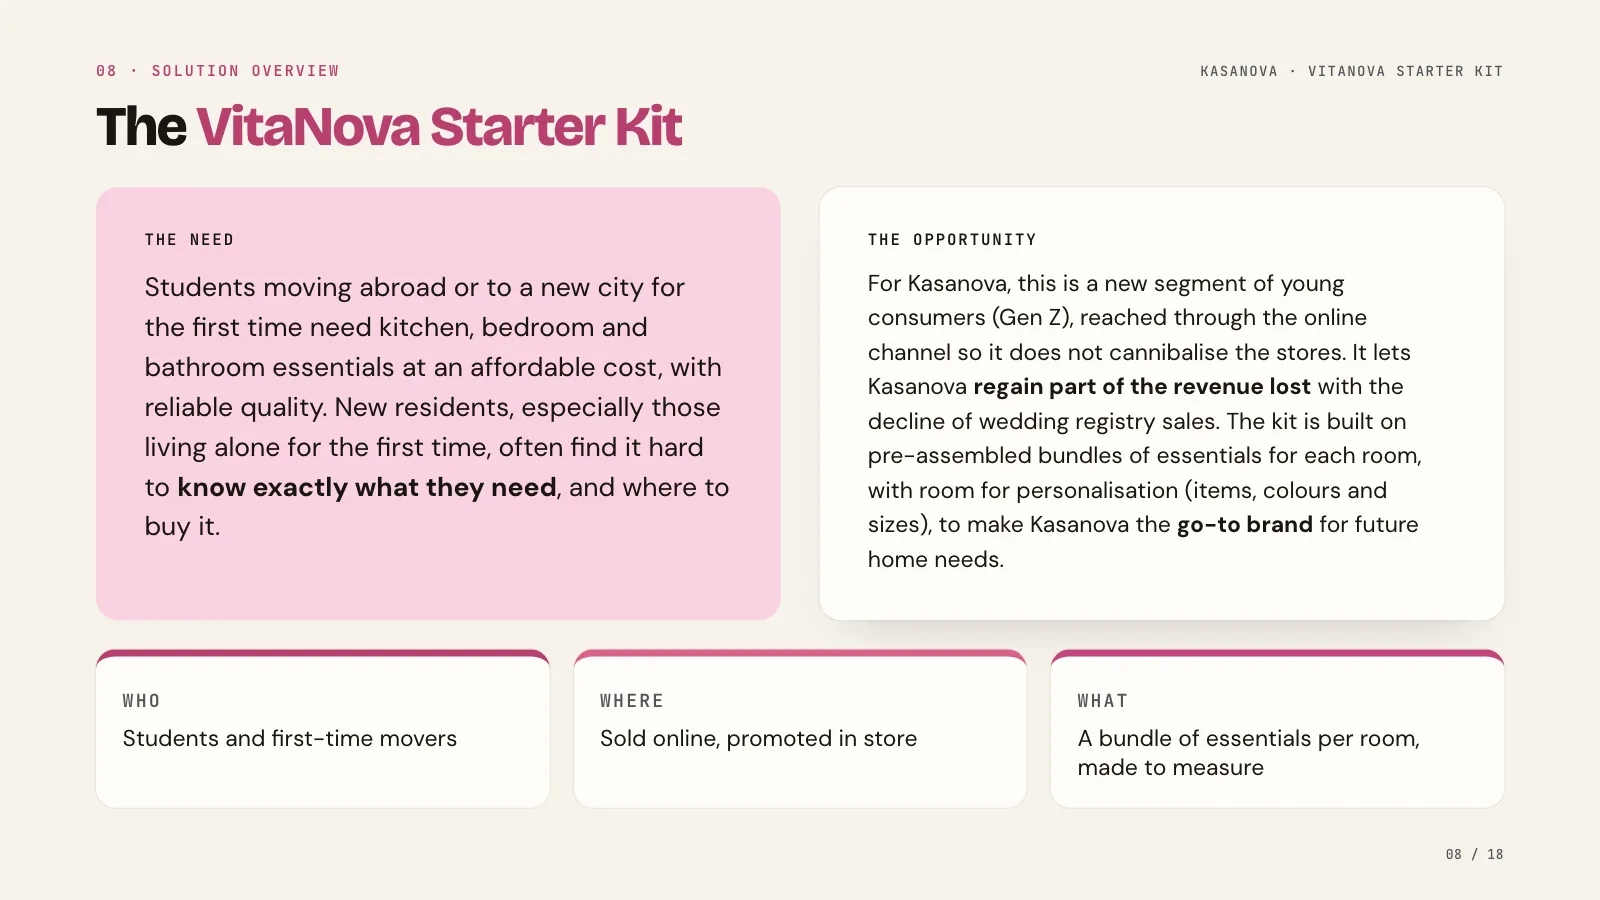 08 · SOLUTION OVERVIEW
KASANOVA · VITANOVA STARTER KIT
The VitaNova Starter Kit
THE NEED
Students moving abroad or to a new city for
the first time need kitchen, bedroom and
bathroom essentials at an affordable cost, with
reliable quality. New residents, especially those
living alone for the first time, often find it hard
to know exactly what they need, and where to
buy it.
THE OPPORTUNITY
For Kasanova, this is a new segment of young
consumers (Gen Z), reached through the online
channel so it does not cannibalise the stores. It lets
Kasanova regain part of the revenue lost with the
decline of wedding registry sales. The kit is built on
pre-assembled bundles of essentials for each room,
with room for personalisation (items, colours and
sizes), to make Kasanova the go-to brand for future
home needs.
WHO
Students and first-time movers
WHERE
Sold online, promoted in store
WHAT
A bundle of essentials per room,
made to measure
08 / 18